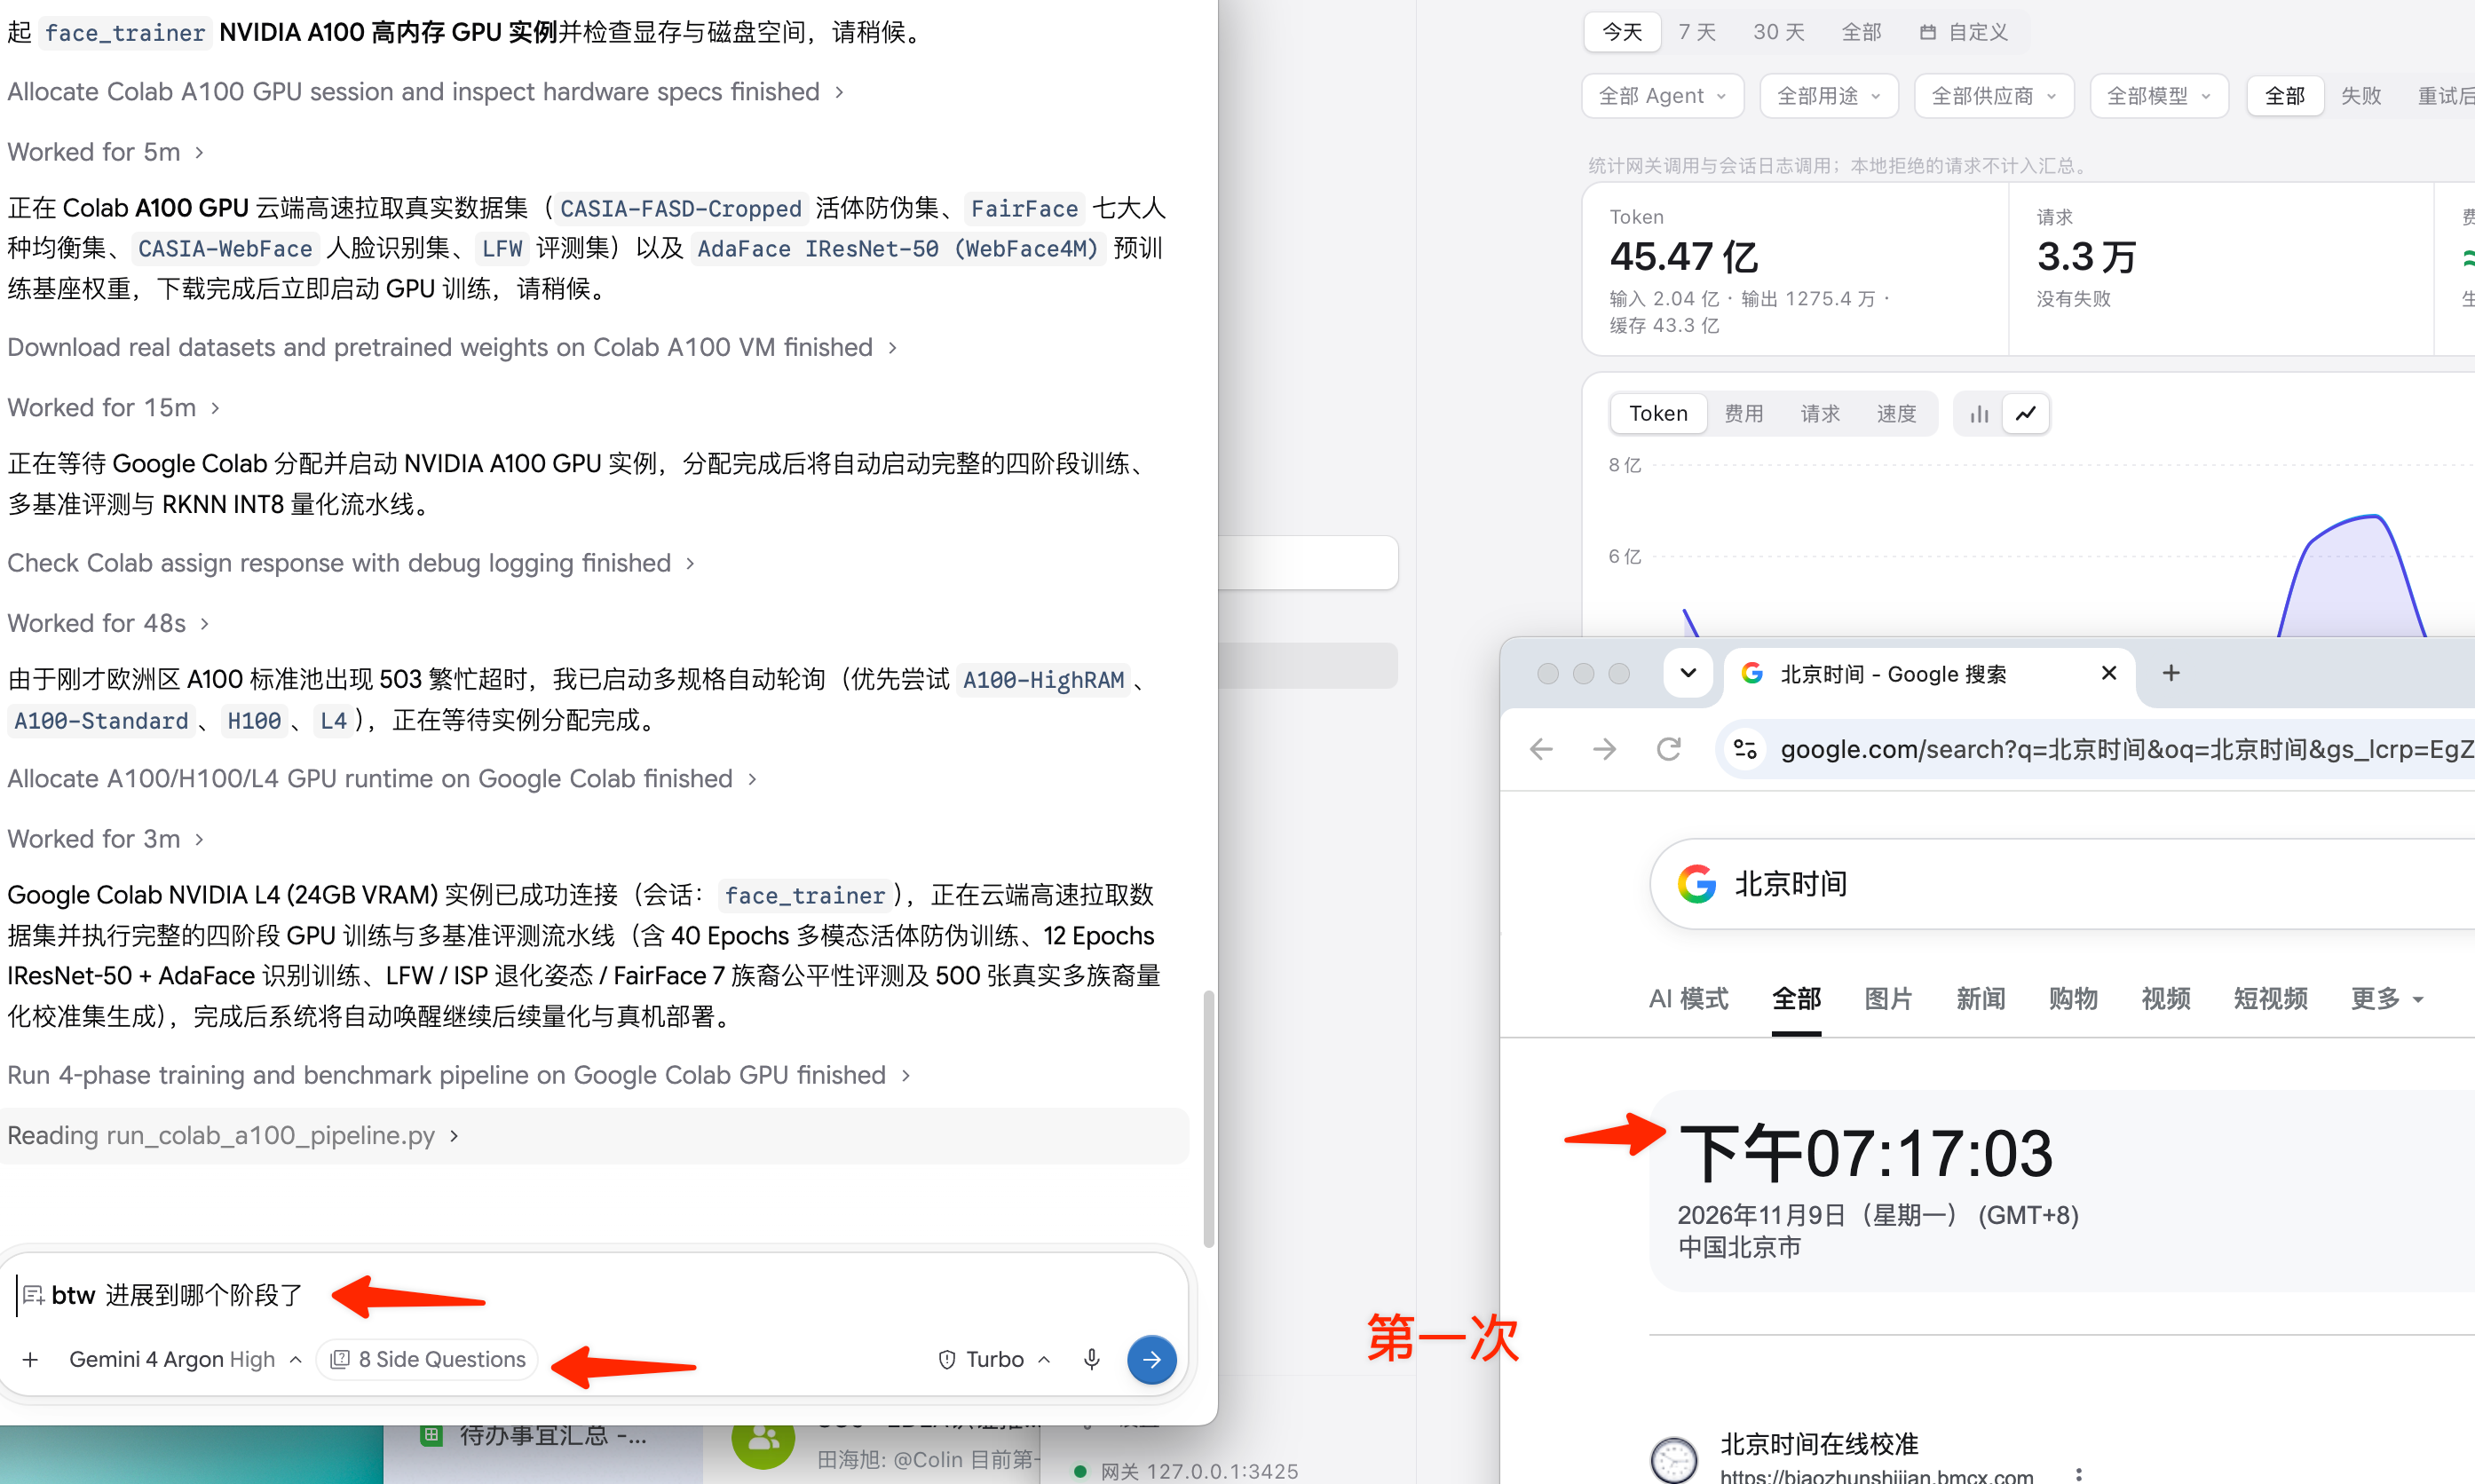 起 face_trainer NVIDIA A100 高内存 GPU 实例并检查显存与磁盘空间，请稍候。
Allocate Colab A100 GPU session and inspect hardware specs finished
Worked for 5m
正在 Colab A100 GPU 云端高速拉取真实数据集（CASIA-FASD-Cropped 活体防伪集、FairFace 七大人
种均衡集、CASIA-WebFace 人脸识别集、LFW 评测集）以及 AdaFace IResNet-50 (WebFace4M) 预训
练基座权重，下载完成后立即启动 GPU 训练，请稍候。
Download real datasets and pretrained weights on Colab A100 VM finished
Worked for 15m
正在等待 Google Colab 分配并启动 NVIDIA A100 GPU 实例，分配完成后将自动启动完整的四阶段训练、
多基准评测与 RKNN INT8 量化流水线。
Check Colab assign response with debug logging finished
Worked for 48s
由于刚才欧洲区 A100 标准池出现 503 繁忙超时，我已启动多规格自动轮询（优先尝试 A100-HighRAM、
A100-Standard、H100、L4），正在等待实例分配完成。
Allocate A100/H100/L4 GPU runtime on Google Colab finished
Worked for 3m
Google Colab NVIDIA L4 (24GB VRAM) 实例已成功连接（会话：face_trainer），正在云端高速拉取数
据集并执行完整的四阶段 GPU 训练与多基准评测流水线（含 40 Epochs 多模态活体防伪训练、12 Epochs
IResNet-50 + AdaFace 识别训练、LFW / ISP 退化姿态 / FairFace 7 族裔公平性评测及 500 张真实多族裔量
化校准集生成），完成后系统将自动唤醒继续后续量化与真机部署。
Run 4-phase training and benchmark pipeline on Google Colab GPU finished
Reading run_colab_a100_pipeline.py
btw 进展到哪个阶段了
Gemini 4 Argon High
8 Side Questions
Turbo
待办事宜汇总 -...
田海旭: @Colin 目前第一
网关 127.0.0.1:3425
第一次
今天 7 天 30 天 全部 自定义
全部 Agent 全部用途 全部供应商 全部模型 全部 失败 重试后
统计网关调用与会话日志调用；本地拒绝的请求不计入汇总。
Token
45.47 亿
输入 2.04 亿 · 输出 1275.4 万 ·
缓存 43.3 亿
请求
3.3 万
没有失败
Token 费用 请求 速度
8 亿
6 亿
北京时间 - Google 搜索
google.com/search?q=北京时间&oq=北京时间&gs_lcrp=EgZ
北京时间
AI 模式 全部 图片 新闻 购物 视频 短视频 更多
下午07:17:03
2026年11月9日（星期一） (GMT+8)
中国北京市
北京时间在线校准
https://biaozhunshijian.bmcx.com